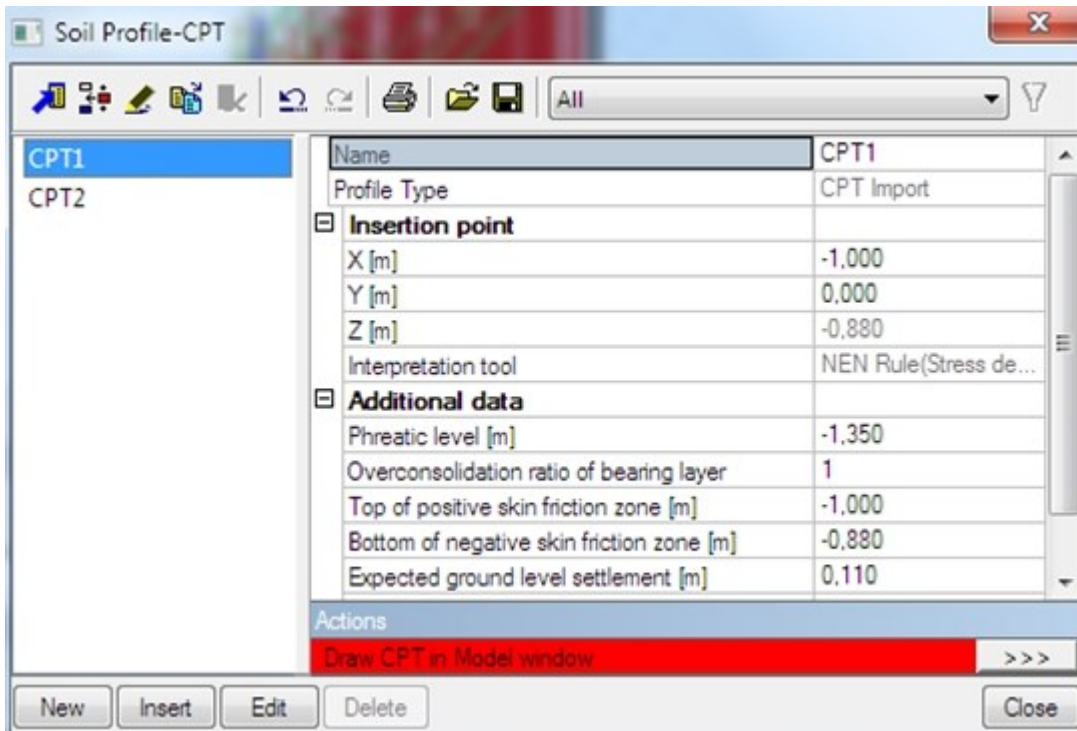 Soil Profile-CPT
All
CPT1
CPT2
Name CPT1
Profile Type CPT Import
Insertion point
X [m] -1,000
Y [m] 0,000
Z [m] -0,880
Interpretation tool NEN Rule(Stress de...
Additional data
Phreatic level [m] -1,350
Overconsolidation ratio of bearing layer 1
Top of positive skin friction zone [m] -1,000
Bottom of negative skin friction zone [m] -0,880
Expected ground level settlement [m] 0,110
Actions
Draw CPT in Model window >>>
New Insert Edit Delete Close